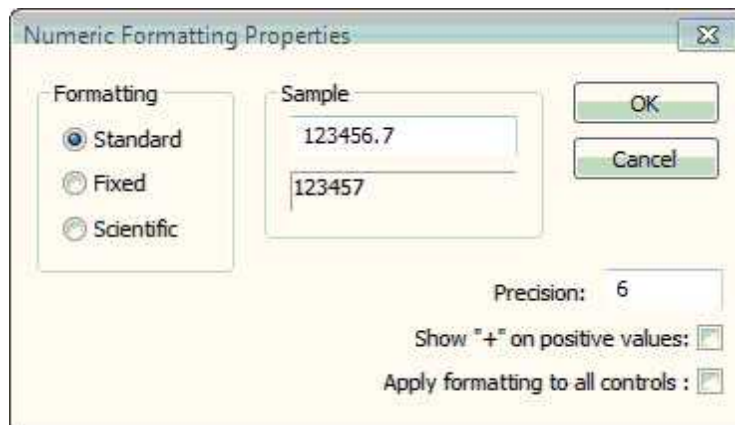 Numeric Formatting Properties
Formatting
Standard
Fixed
Scientific
Sample
123456.7
123457
OK
Cancel
Precision: 6
Show "+" on positive values:
Apply formatting to all controls :